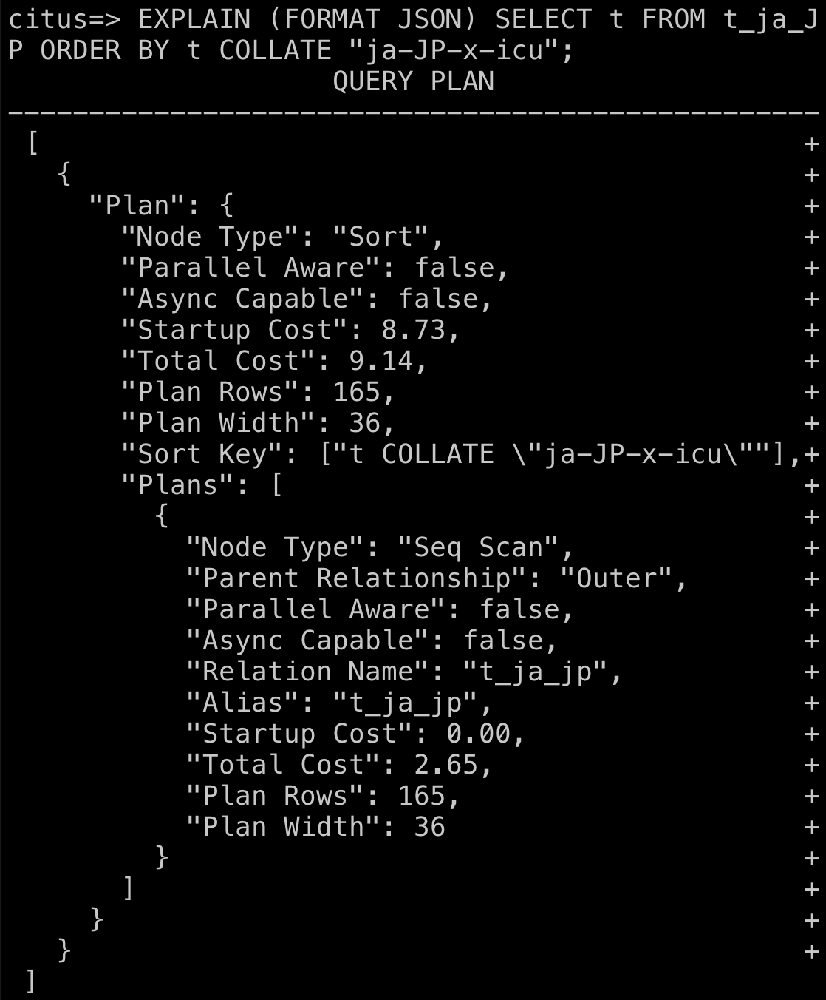 citus=> EXPLAIN (FORMAT JSON) SELECT t FROM t_ja_J
P ORDER BY t COLLATE "ja-JP-x-icu";
                    QUERY PLAN
--------------------------------------------------
 [                                                +
   {                                              +
     "Plan": {                                    +
       "Node Type": "Sort",                       +
       "Parallel Aware": false,                   +
       "Async Capable": false,                    +
       "Startup Cost": 8.73,                      +
       "Total Cost": 9.14,                        +
       "Plan Rows": 165,                          +
       "Plan Width": 36,                          +
       "Sort Key": ["t COLLATE \"ja-JP-x-icu\""],+
       "Plans": [                                 +
         {                                        +
           "Node Type": "Seq Scan",               +
           "Parent Relationship": "Outer",        +
           "Parallel Aware": false,               +
           "Async Capable": false,                +
           "Relation Name": "t_ja_jp",            +
           "Alias": "t_ja_jp",                    +
           "Startup Cost": 0.00,                  +
           "Total Cost": 2.65,                    +
           "Plan Rows": 165,                      +
           "Plan Width": 36                       +
         }                                        +
       ]                                          +
     }                                            +
   }                                              +
 ]